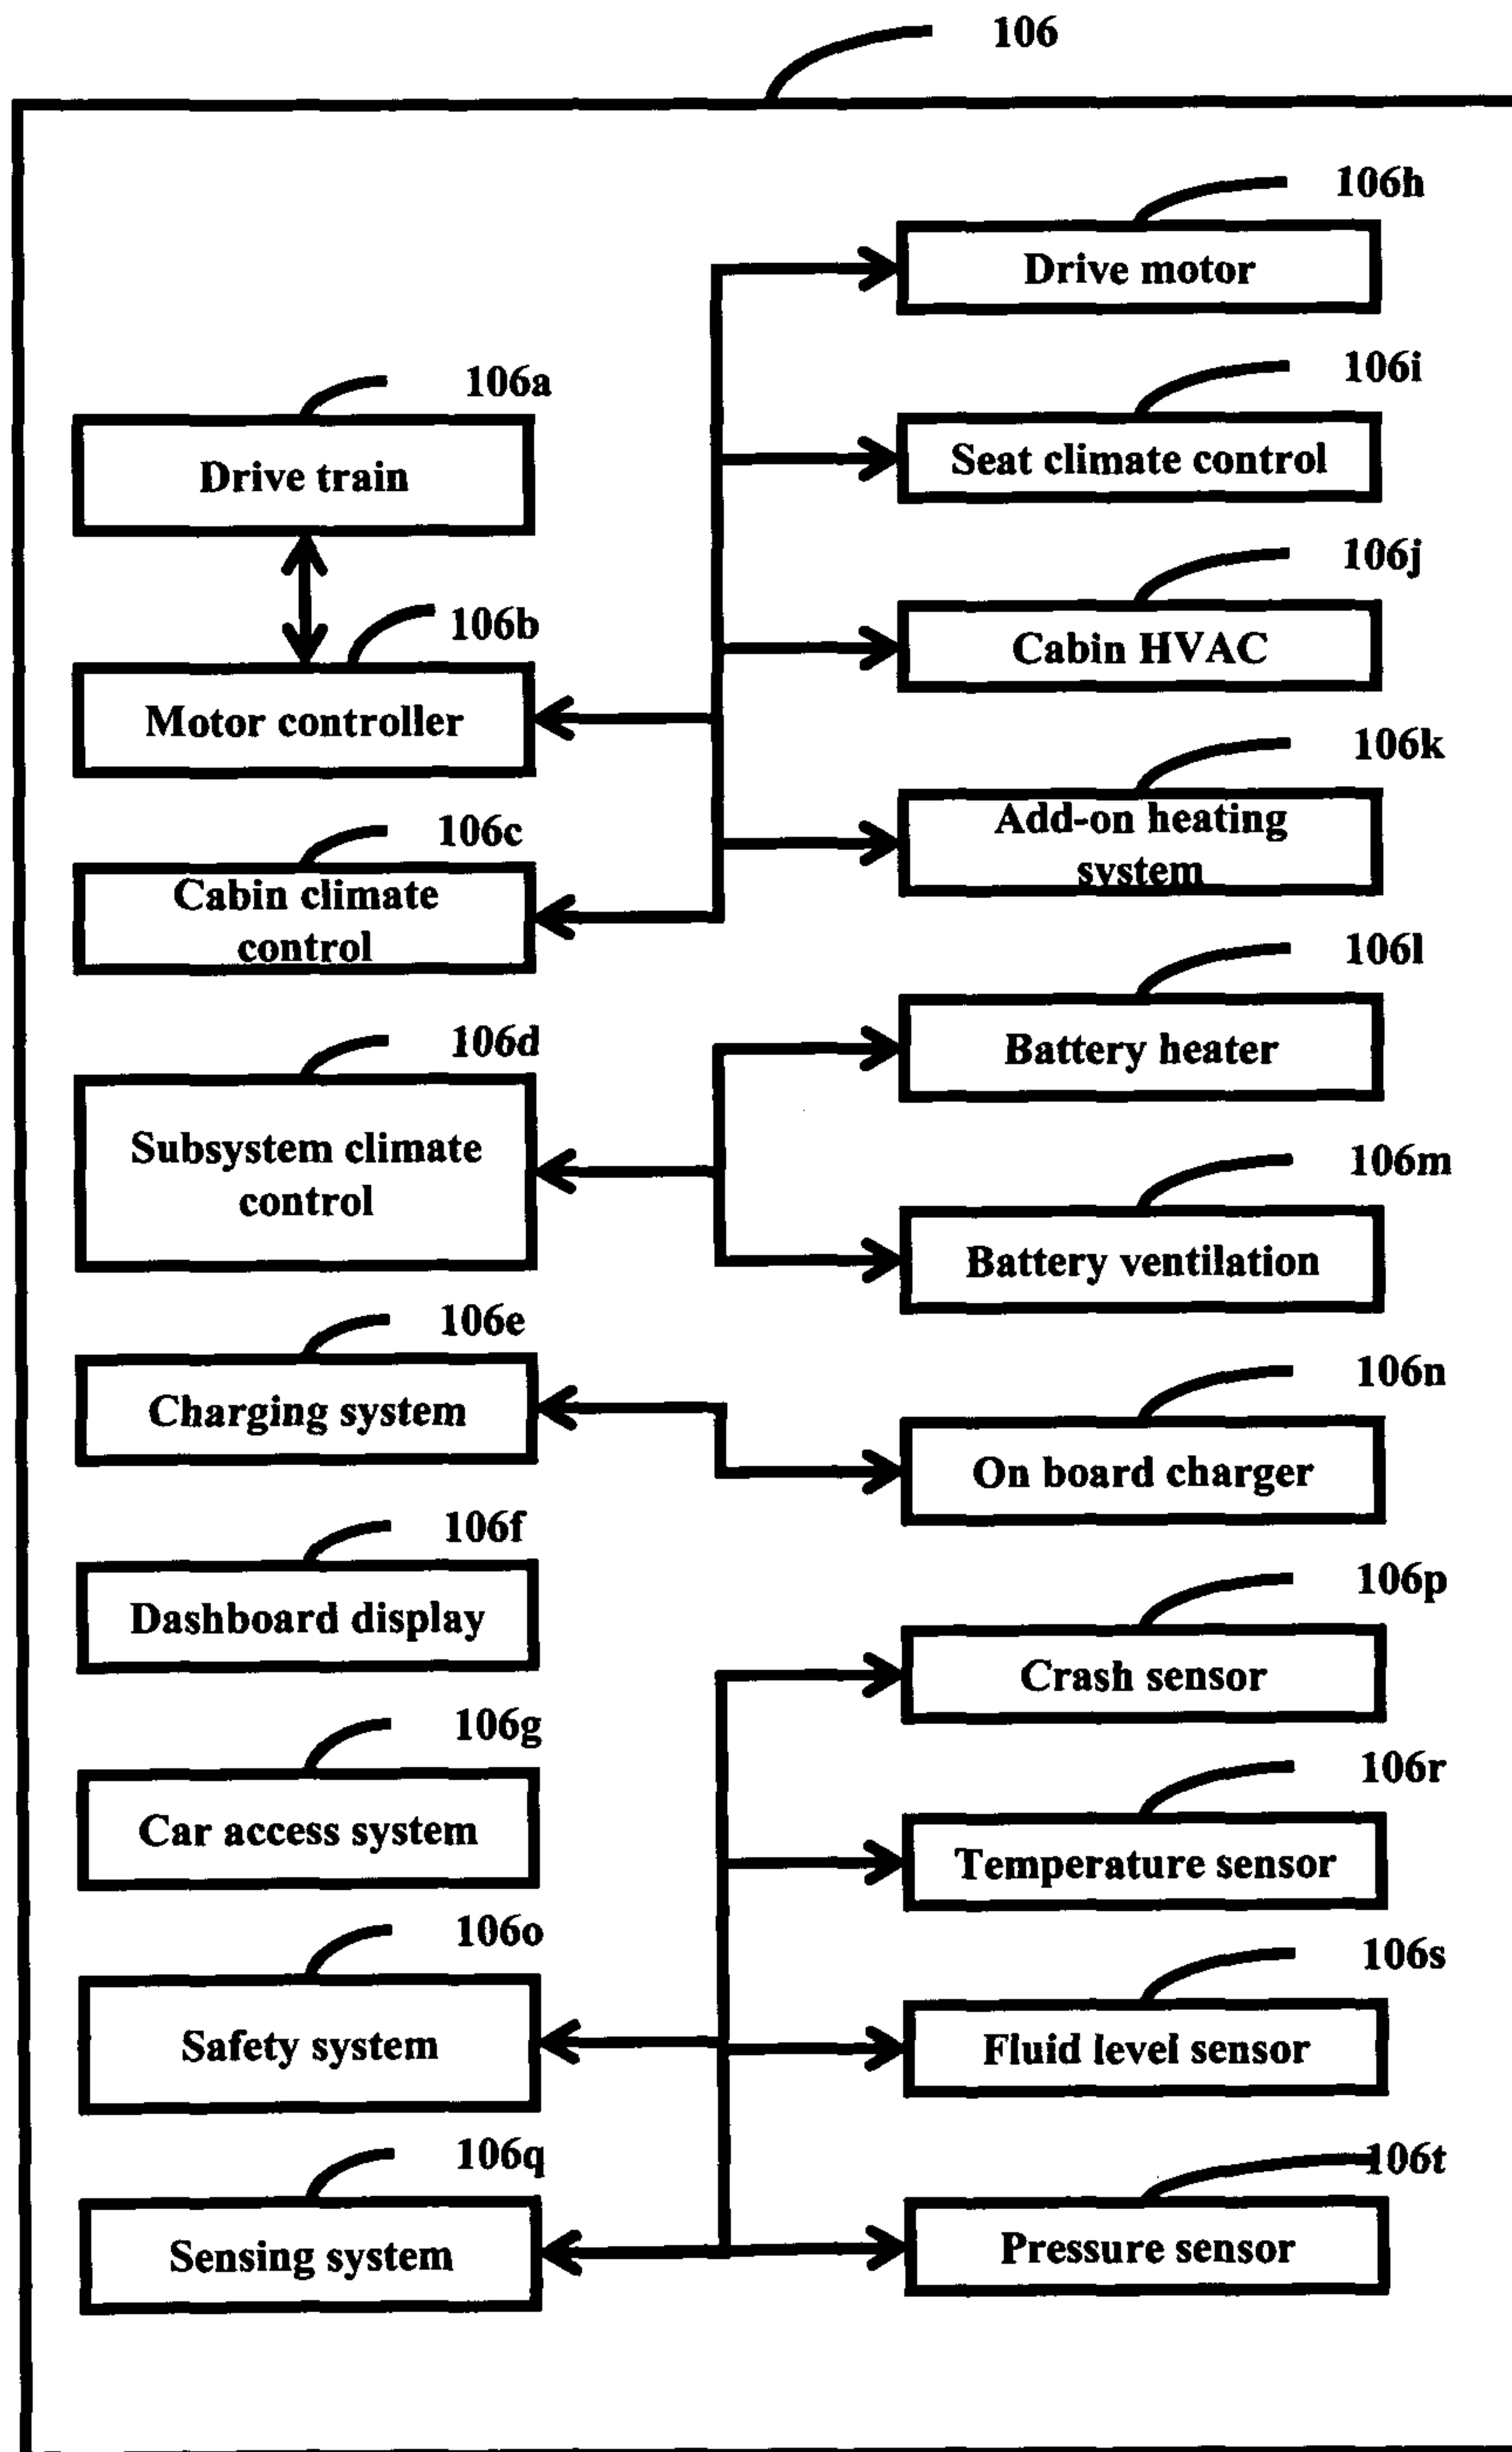 106
106h
Drive motor
106a
106i
Drive train
Seat climate control
106b
106j
Motor controller
Cabin HVAC
106c
106k
Cabin climate
control
Add-on heating
system
106d
106l
Subsystem climate
control
Battery heater
106m
Battery ventilation
106e
106n
Charging system
On board charger
106f
106p
Dashboard display
Crash sensor
106g
106r
Car access system
Temperature sensor
106o
106s
Safety system
Fluid level sensor
106q
106t
Sensing system
Pressure sensor